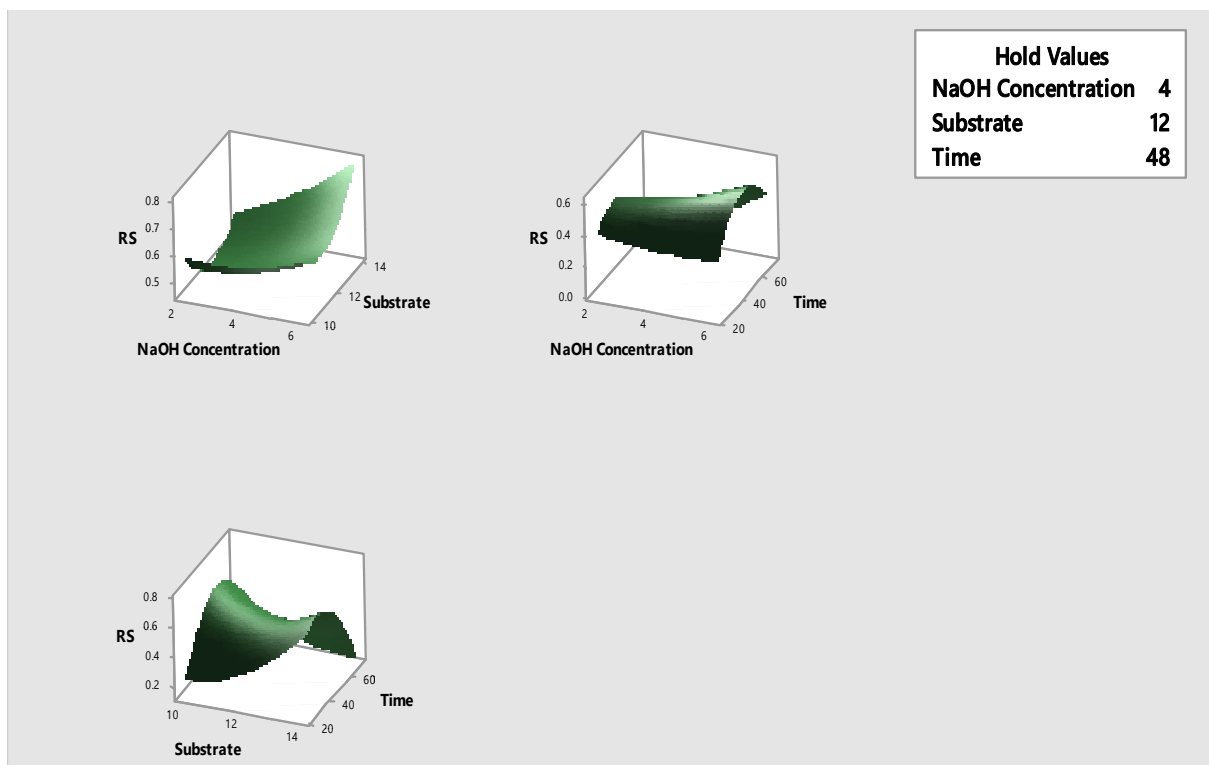 Hold Values
NaOH Concentration 4
Substrate 12
Time 48
0.8
0.7
RS
0.6
0.5
2
4
6
10
12
14
Substrate
NaOH Concentration
0.6
RS
0.4
0.2
0.0
2
4
6
20
40
60
Time
NaOH Concentration
0.8
0.6
RS
0.4
0.2
10
12
14
20
40
60
Time
Substrate